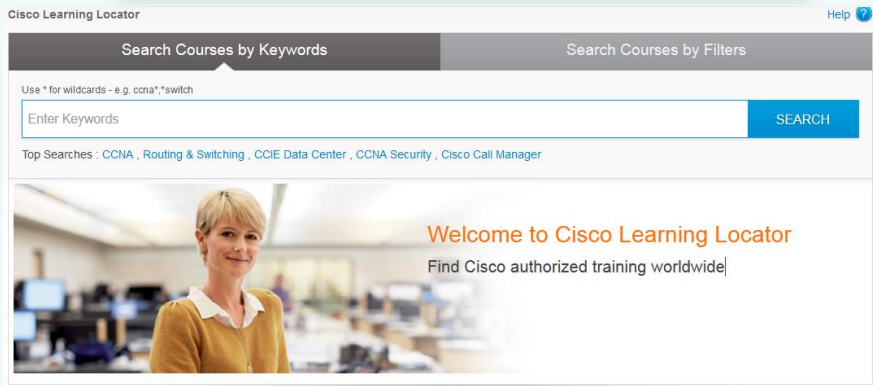 Cisco Learning Locator
Help ?
Search Courses by Keywords
Search Courses by Filters
Use * for wildcards - e.g. ccna*,*switch
Enter Keywords
SEARCH
Top Searches : CCNA , Routing & Switching , CCIE Data Center , CCNA Security , Cisco Call Manager
Welcome to Cisco Learning Locator
Find Cisco authorized training worldwide